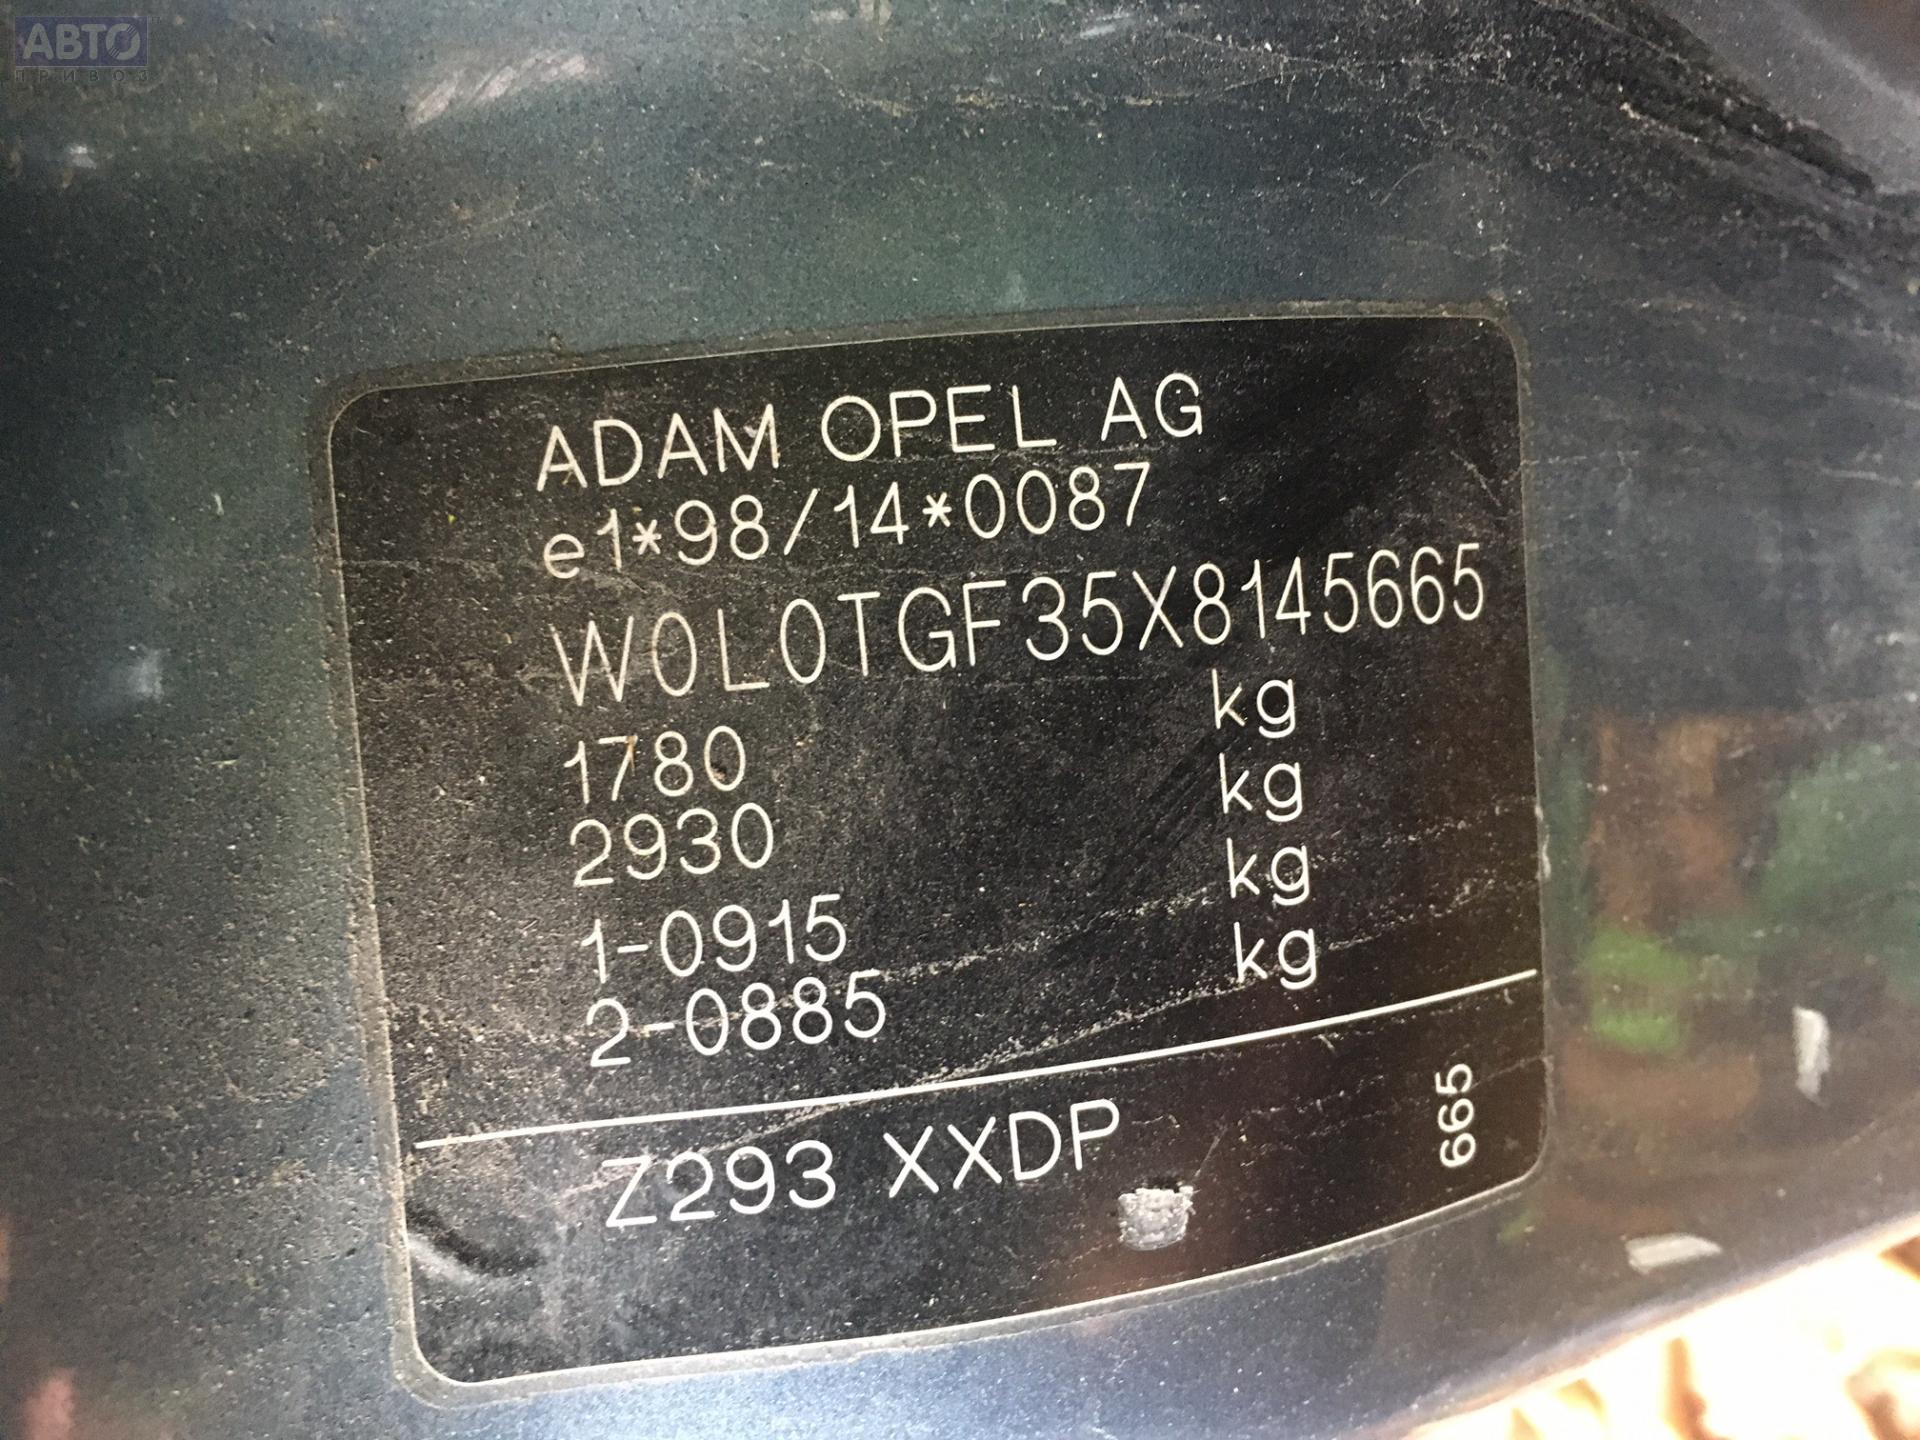 АВТО
ПРИВОЗ
ADAM OPEL AG
e1*98/14*0087
W0L0TGF35X8145665
1780 kg
2930 kg
1-0915 kg
2-0885 kg
Z293 XXDP
665